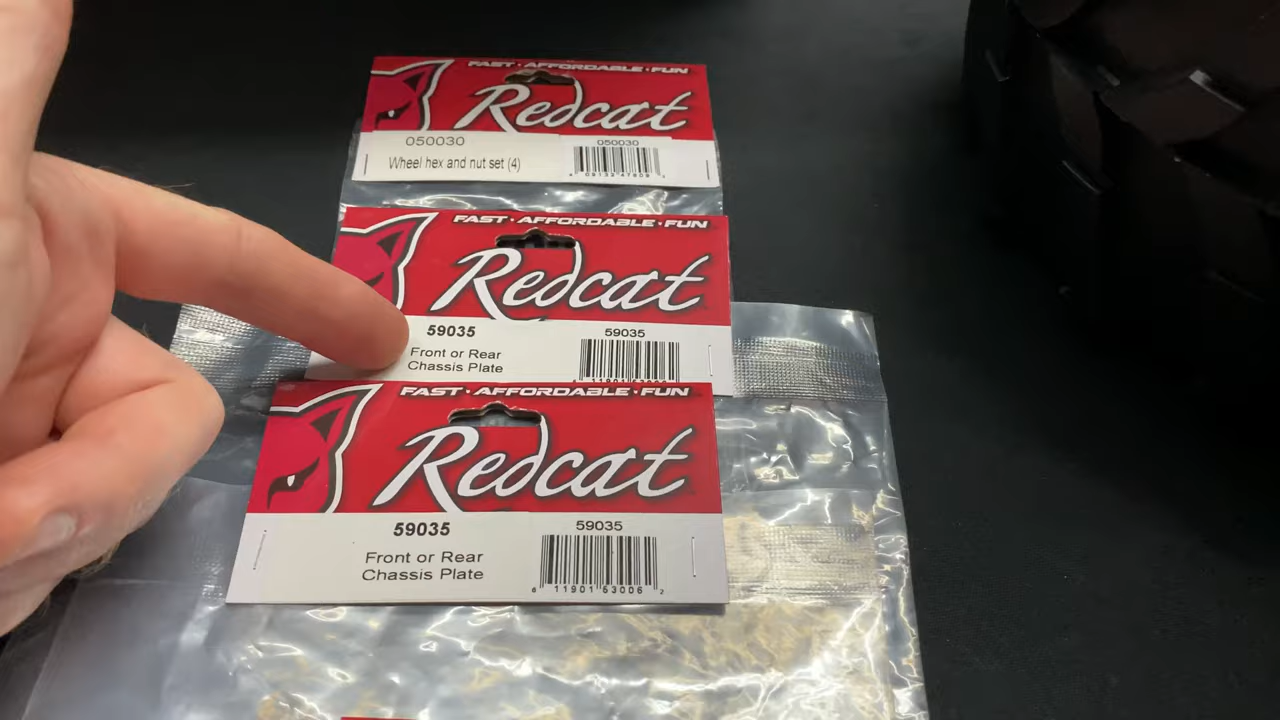 FAST · AFFORDABLE · FUN
Redcat
050030
050030
Wheel hex and nut set (4)
FAST · AFFORDABLE · FUN
Redcat
59035
59035
Front or Rear
Chassis Plate
FAST · AFFORDABLE · FUN
Redcat
59035
59035
Front or Rear
Chassis Plate
6 11901 53006 2